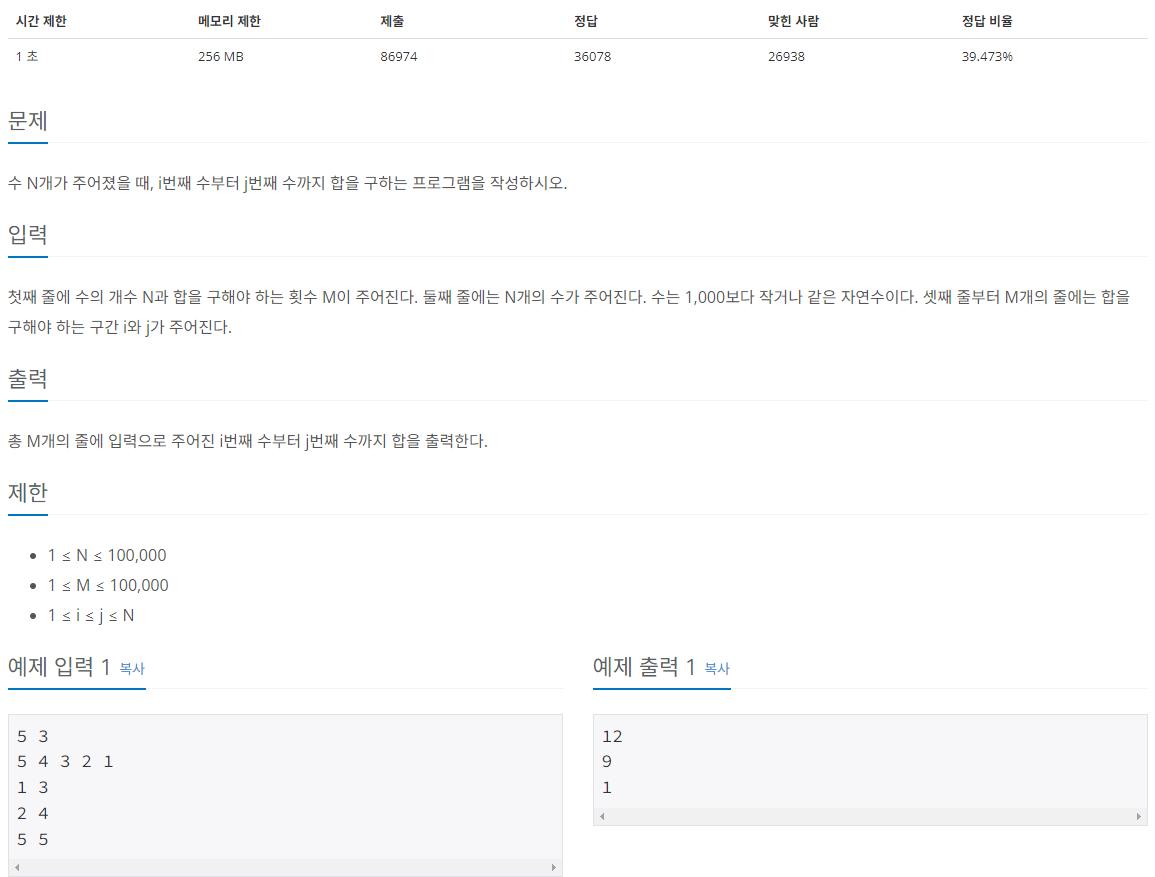 시간 제한 메모리 제한 제출 정답 맞힌 사람 정답 비율
1 초 256 MB 86974 36078 26938 39.473%
문제
수 N개가 주어졌을 때, i번째 수부터 j번째 수까지 합을 구하는 프로그램을 작성하시오.
입력
첫째 줄에 수의 개수 N과 합을 구해야 하는 횟수 M이 주어진다. 둘째 줄에는 N개의 수가 주어진다. 수는 1,000보다 작거나 같은 자연수이다. 셋째 줄부터 M개의 줄에는 합을
구해야 하는 구간 i와 j가 주어진다.
출력
총 M개의 줄에 입력으로 주어진 i번째 수부터 j번째 수까지 합을 출력한다.
제한
1 ≤ N ≤ 100,000
1 ≤ M ≤ 100,000
1 ≤ i ≤ j ≤ N
예제 입력 1 복사
5 3
5 4 3 2 1
1 3
2 4
5 5
예제 출력 1 복사
12
9
1